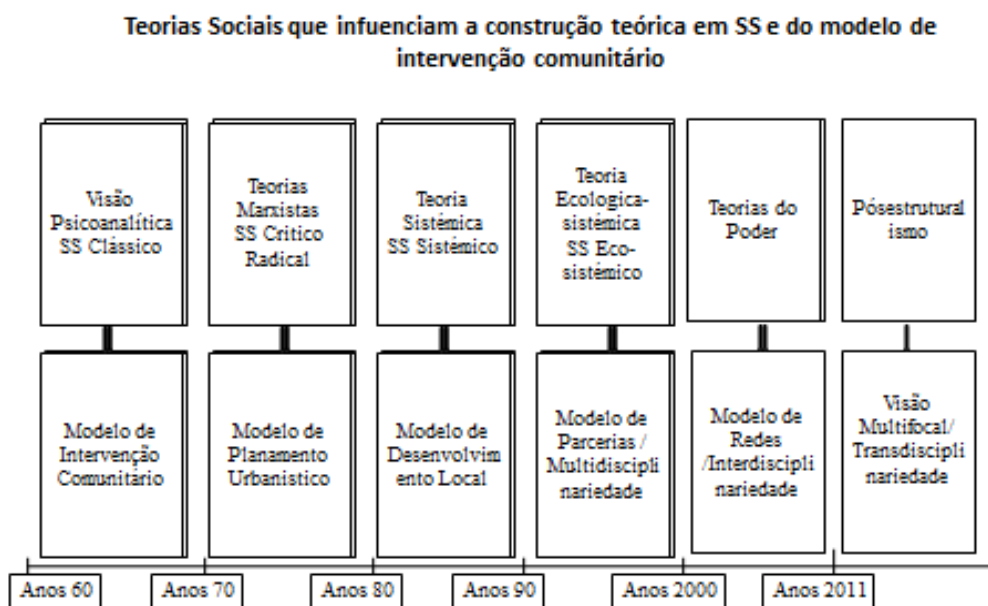 Teorias Sociais que infuenciam a construção teórica em SS e do modelo de
intervenção comunitário
Visão
Psicoanalítica
SS Clássico
Teorias
Marxistas
SS Critico
Radical
Teoria
Sistémica
SS Sistémico
Teoria
Ecologica-
sistémica
SS Eco-
sistémico
Teorias do
Poder
Pósestrutural
ismo
Modelo de
Intervenção
Comunitário
Modelo de
Planamento
Urbanistico
Modelo de
Desenvolvim
ento Local
Modelo de
Parcerias /
Multidiscipli
nariedade
Modelo de
Redes
/Interdiscipli
nariedade
Visão
Multifocal/
Transdiscipli
nariedade
Anos 60
Anos 70
Anos 80
Anos 90
Anos 2000
Anos 2011